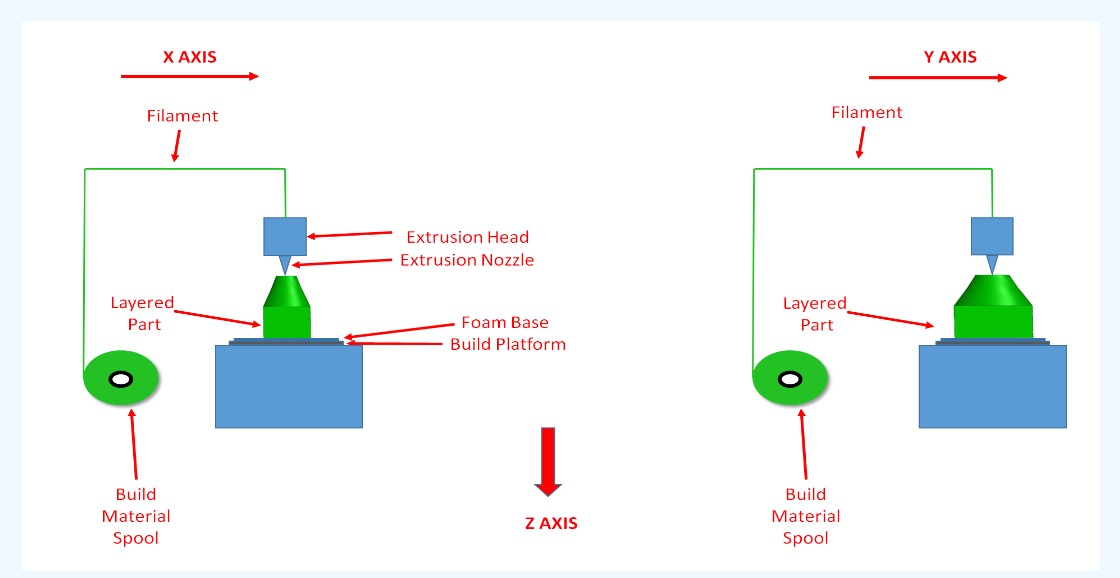 X AXIS
Y AXIS
Filament
Filament
Extrusion Head
Extrusion Nozzle
Layered
Part
Layered
Part
Foam Base
Build Platform
Build
Material
Spool
Z AXIS
Build
Material
Spool